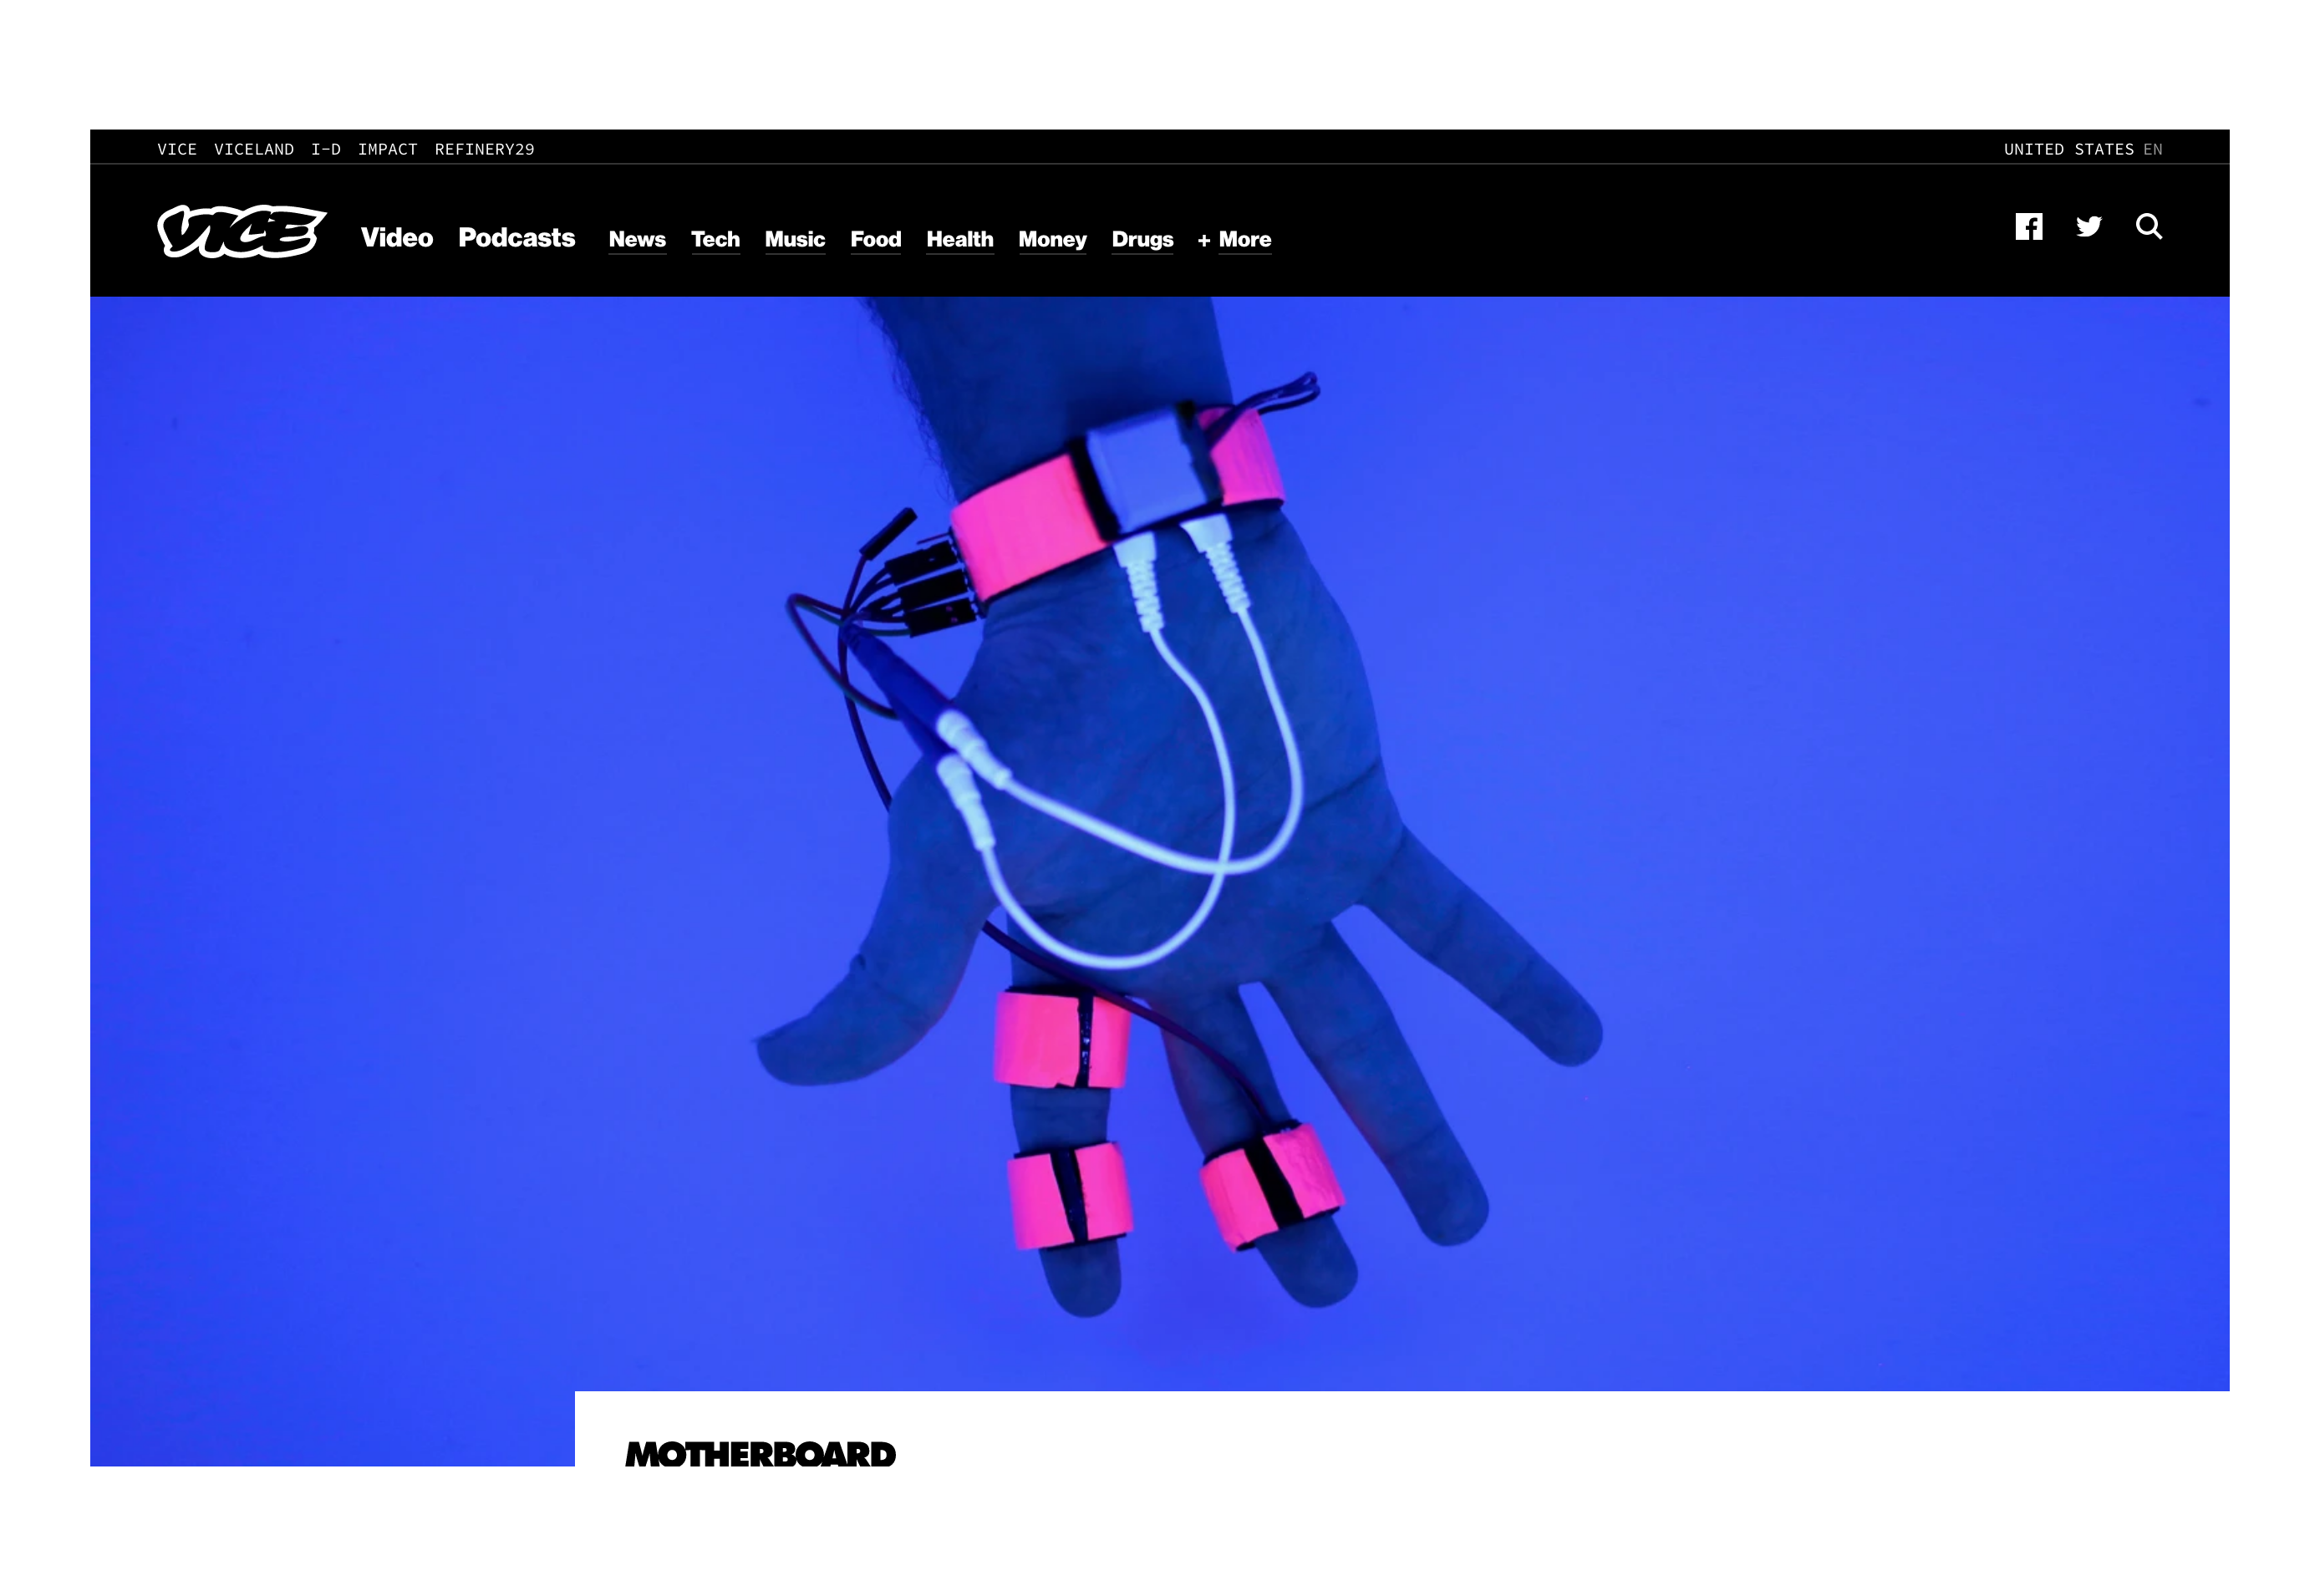 VICE VICELAND I-D IMPACT REFINERY29 UNITED STATES EN
VICE Video Podcasts News Tech Music Food Health Money Drugs + More
MOTHERBOARD